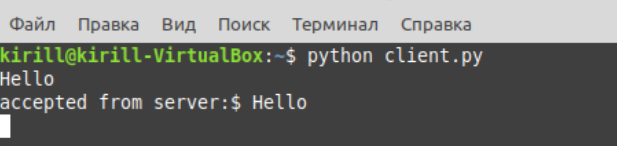 Файл Правка Вид Поиск Терминал Справка
kirill@kirill-VirtualBox:~$ python client.py
Hello
accepted from server:$ Hello